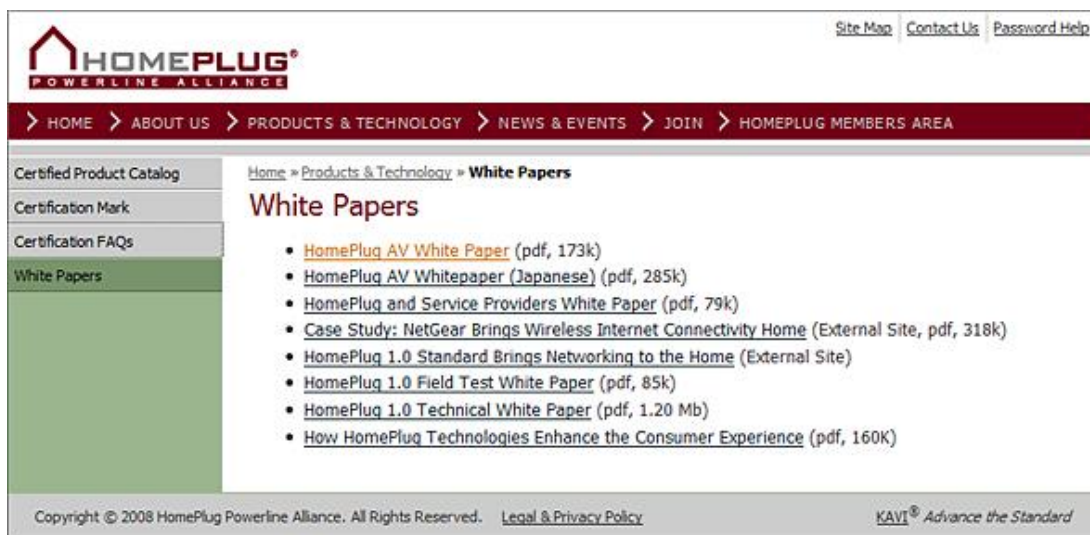 Site Map Contact Us Password Help
HOMEPLUG®
POWERLINE ALLIANCE
HOME ABOUT US PRODUCTS & TECHNOLOGY NEWS & EVENTS JOIN HOMEPLUG MEMBERS AREA
Certified Product Catalog
Certification Mark
Certification FAQs
White Papers
Home » Products & Technology » White Papers
White Papers
• HomePlug AV White Paper (pdf, 173k)
• HomePlug AV Whitepaper (Japanese) (pdf, 285k)
• HomePlug and Service Providers White Paper (pdf, 79k)
• Case Study: NetGear Brings Wireless Internet Connectivity Home (External Site, pdf, 318k)
• HomePlug 1.0 Standard Brings Networking to the Home (External Site)
• HomePlug 1.0 Field Test White Paper (pdf, 85k)
• HomePlug 1.0 Technical White Paper (pdf, 1.20 Mb)
• How HomePlug Technologies Enhance the Consumer Experience (pdf, 160K)
Copyright © 2008 HomePlug Powerline Alliance. All Rights Reserved. Legal & Privacy Policy KAVI® Advance the Standard